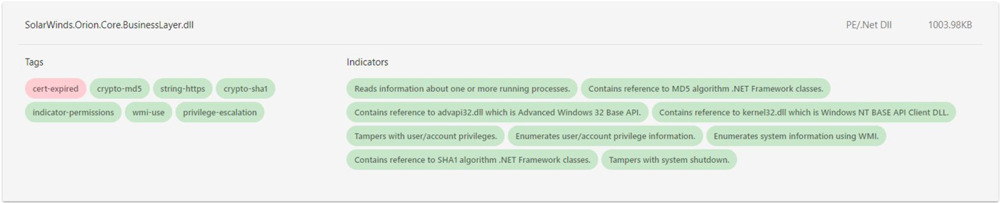 SolarWinds.Orion.Core.BusinessLayer.dll PE/.Net Dll 1003.98KB
Tags
cert-expired crypto-md5 string-https crypto-sha1
indicator-permissions wmi-use privilege-escalation
Indicators
Reads information about one or more running processes. Contains reference to MD5 algorithm .NET Framework classes.
Contains reference to advapi32.dll which is Advanced Windows 32 Base API. Contains reference to kernel32.dll which is Windows NT BASE API Client DLL.
Tampers with user/account privileges. Enumerates user/account privilege information. Enumerates system information using WMI.
Contains reference to SHA1 algorithm .NET Framework classes. Tampers with system shutdown.